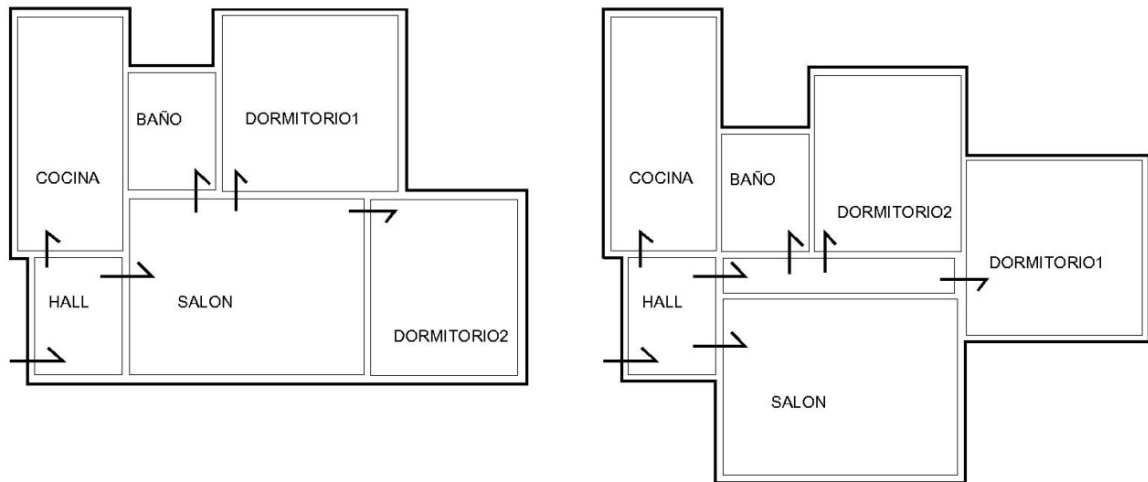 BAÑO
DORMITORIO1
COCINA
HALL
SALON
DORMITORIO2
COCINA
BAÑO
DORMITORIO2
DORMITORIO1
HALL
SALON